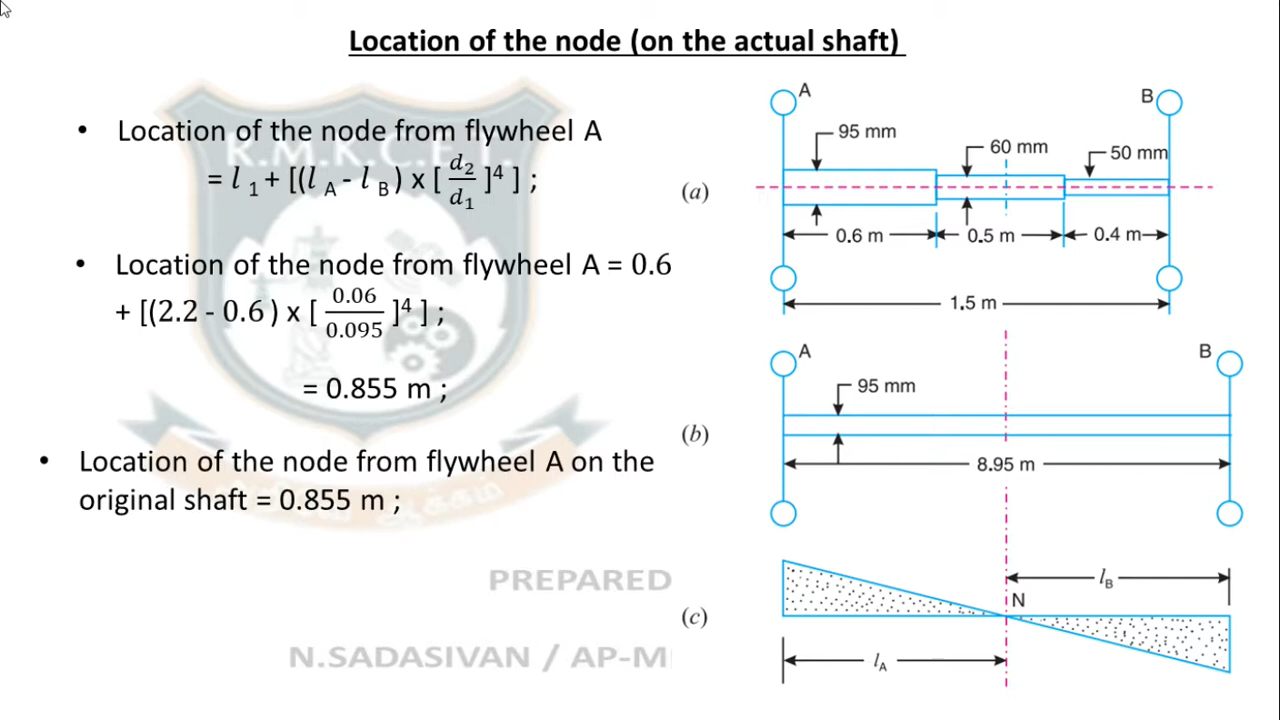 Location of the node (on the actual shaft)
• Location of the node from flywheel A
= l 1 + [(l A - l B ) x [ d2/d1 ]4 ] ;
• Location of the node from flywheel A = 0.6
+ [(2.2 - 0.6 ) x [ 0.06/0.095 ]4 ] ;
= 0.855 m ;
• Location of the node from flywheel A on the
original shaft = 0.855 m ;
R.M.K.C.E.T.
PREPARED
N.SADASIVAN / AP-M
(a)
A
B
95 mm
60 mm
50 mm
0.6 m
0.5 m
0.4 m
1.5 m
(b)
A
B
95 mm
8.95 m
(c)
lB
N
lA